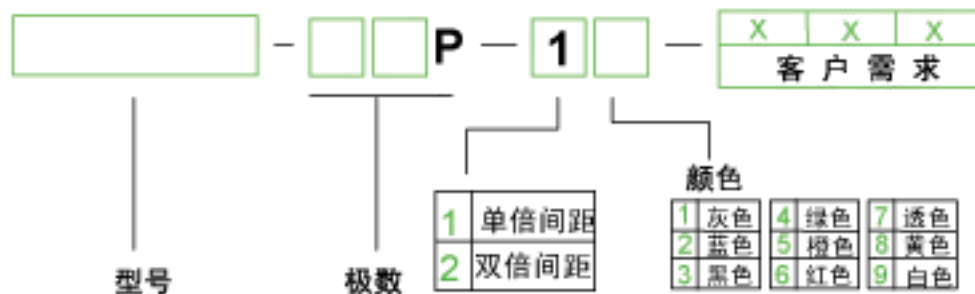 P — 1 — X X X
客户需求
颜色
1 单倍间距
2 双倍间距
1 灰色 4 绿色 7 透色
2 蓝色 5 橙色 8 黄色
3 黑色 6 红色 9 白色
型号 极数